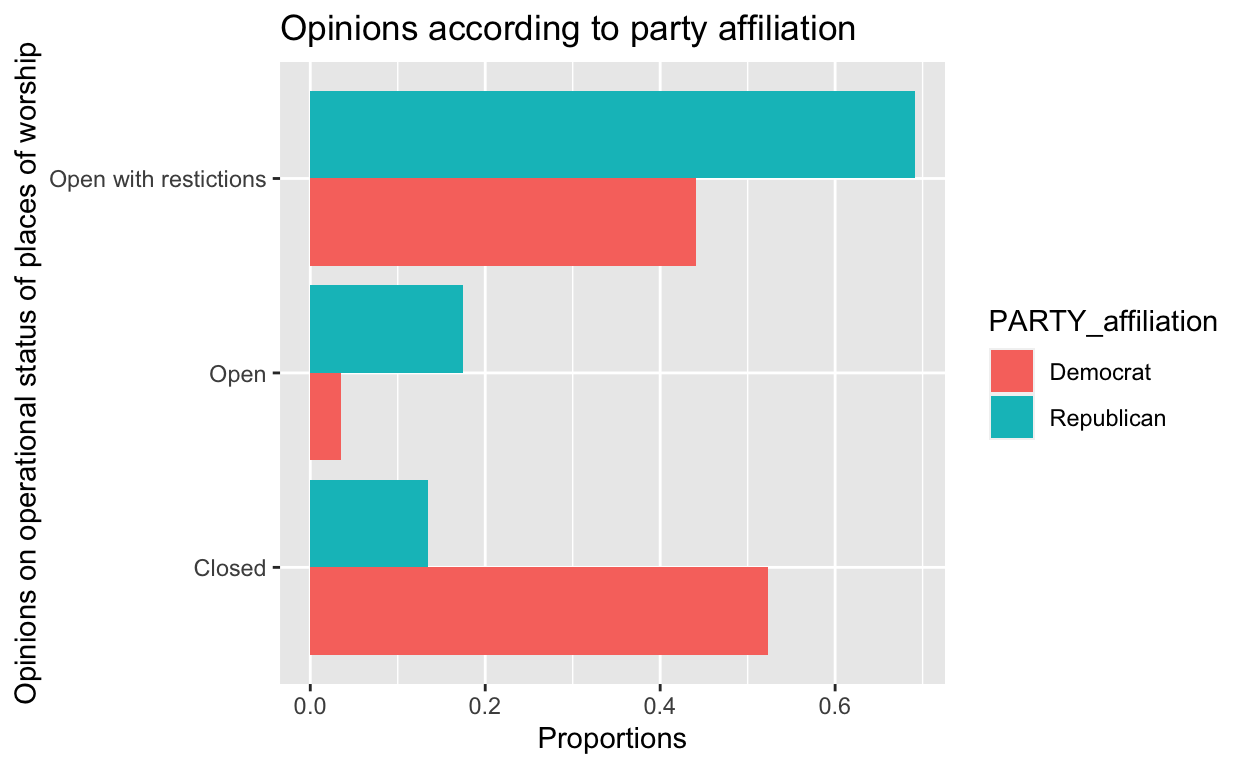 Opinions according to party affiliation
Opinions on operational status of places of worship
Open with restictions
Open
Closed
0.0
0.2
0.4
0.6
Proportions
PARTY_affiliation
Democrat
Republican